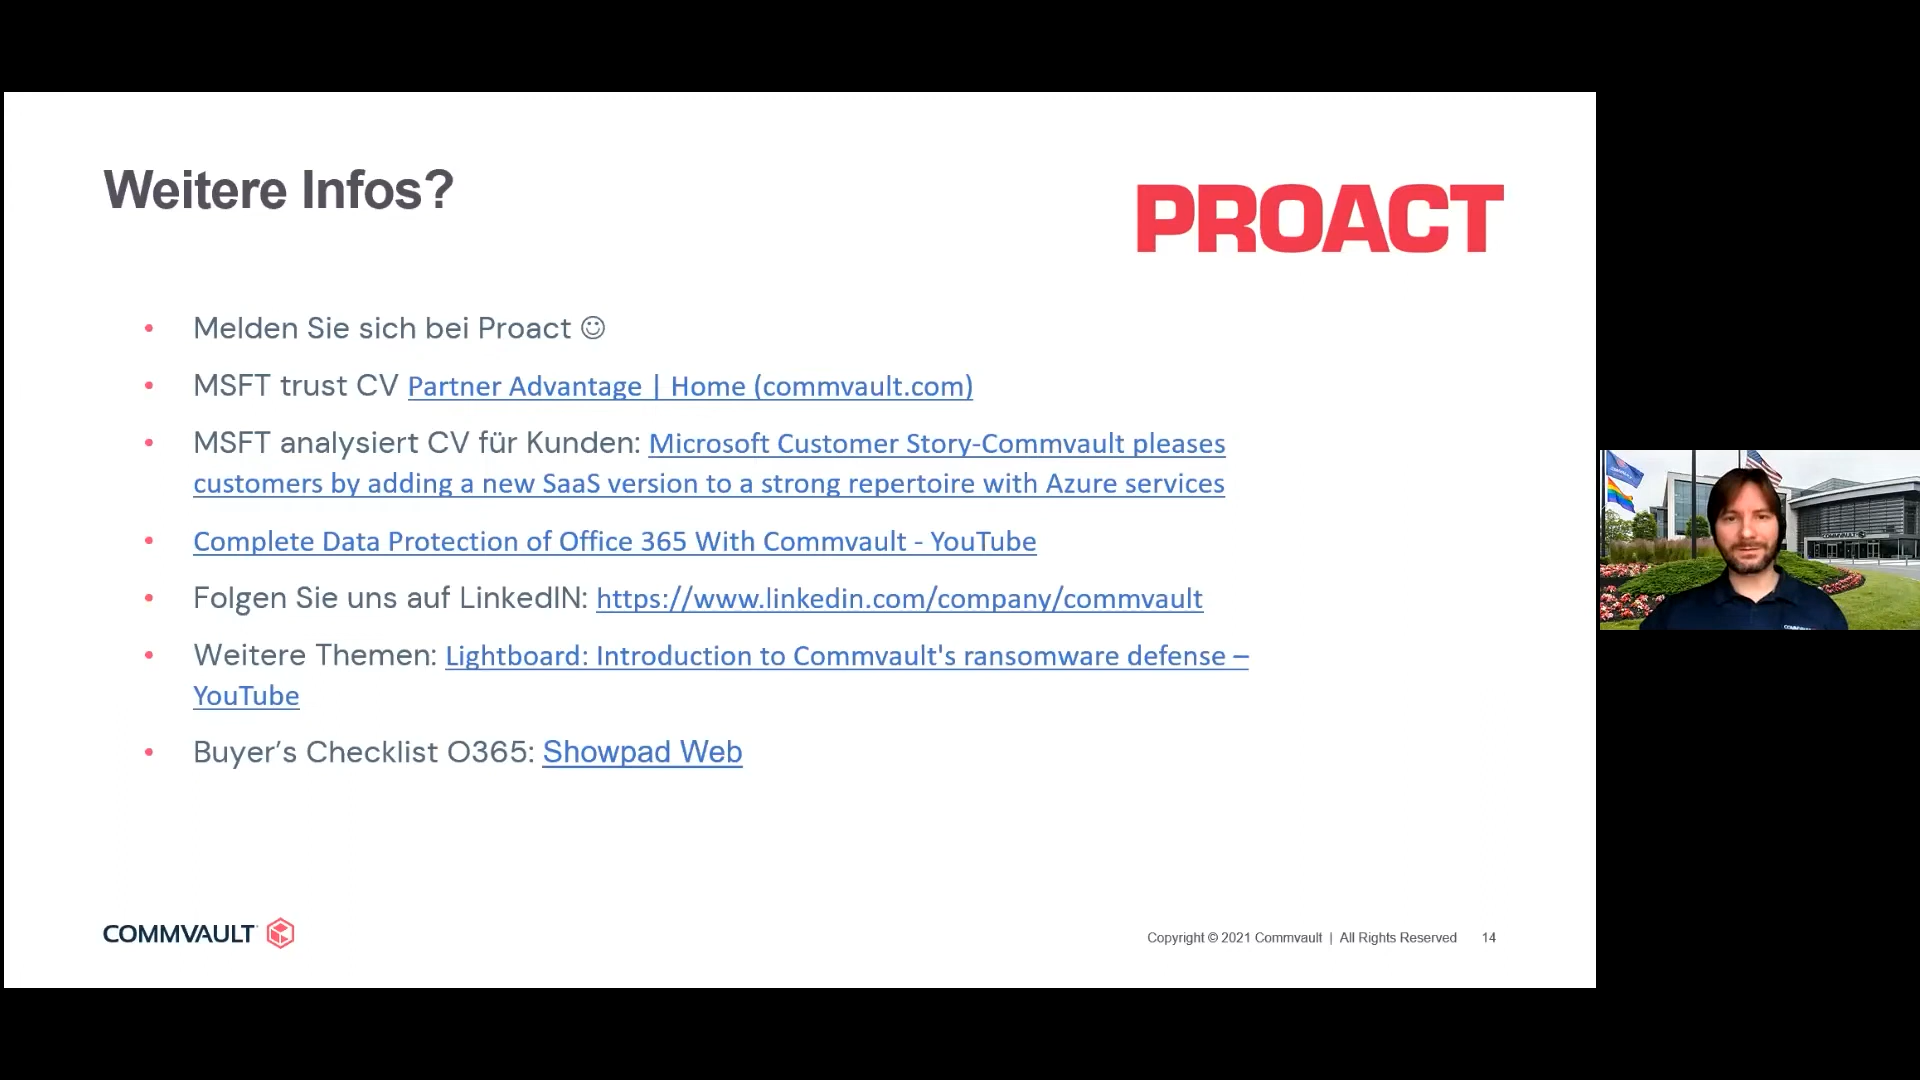 Weitere Infos?
PROACT
• Melden Sie sich bei Proact ☺
• MSFT trust CV Partner Advantage | Home (commvault.com)
• MSFT analysiert CV für Kunden: Microsoft Customer Story-Commvault pleases
customers by adding a new SaaS version to a strong repertoire with Azure services
• Complete Data Protection of Office 365 With Commvault - YouTube
• Folgen Sie uns auf LinkedIN: https://www.linkedin.com/company/commvault
• Weitere Themen: Lightboard: Introduction to Commvault's ransomware defense –
YouTube
• Buyer’s Checklist O365: Showpad Web
COMMVAULT
Copyright © 2021 Commvault | All Rights Reserved 14
COMMVAULT